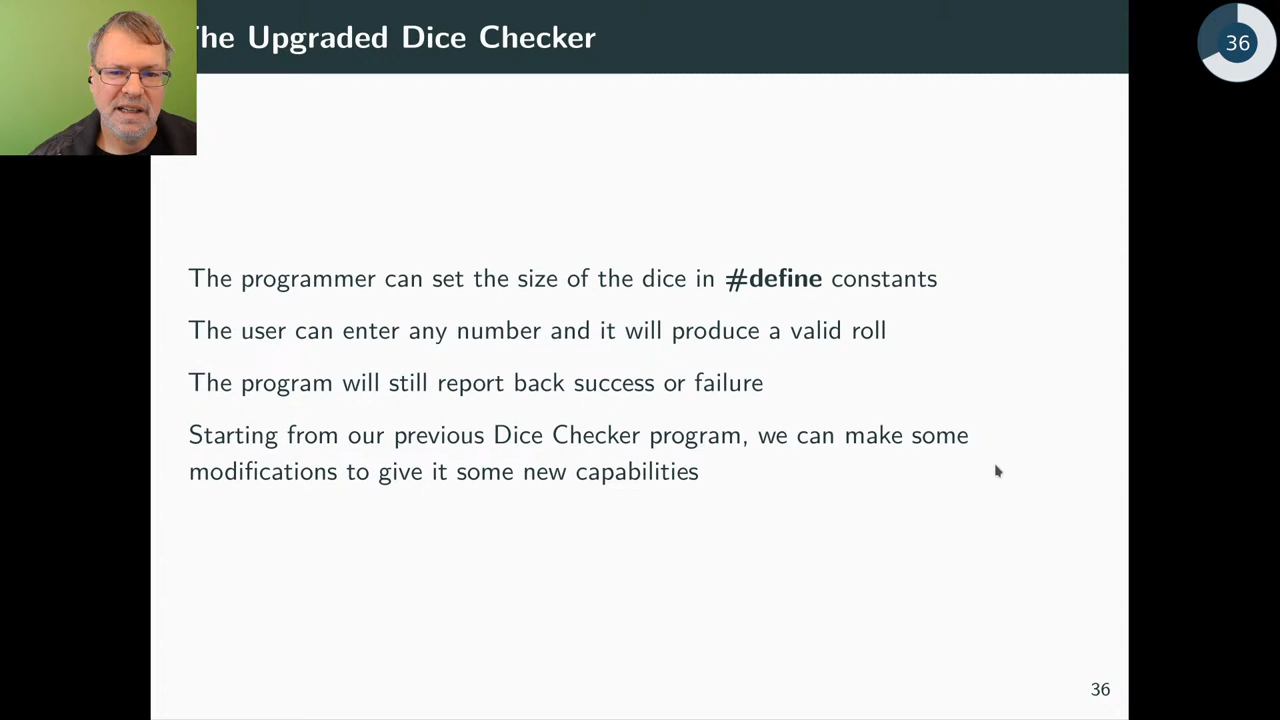 he Upgraded Dice Checker
36
The programmer can set the size of the dice in #define constants
The user can enter any number and it will produce a valid roll
The program will still report back success or failure
Starting from our previous Dice Checker program, we can make some
modifications to give it some new capabilities
36